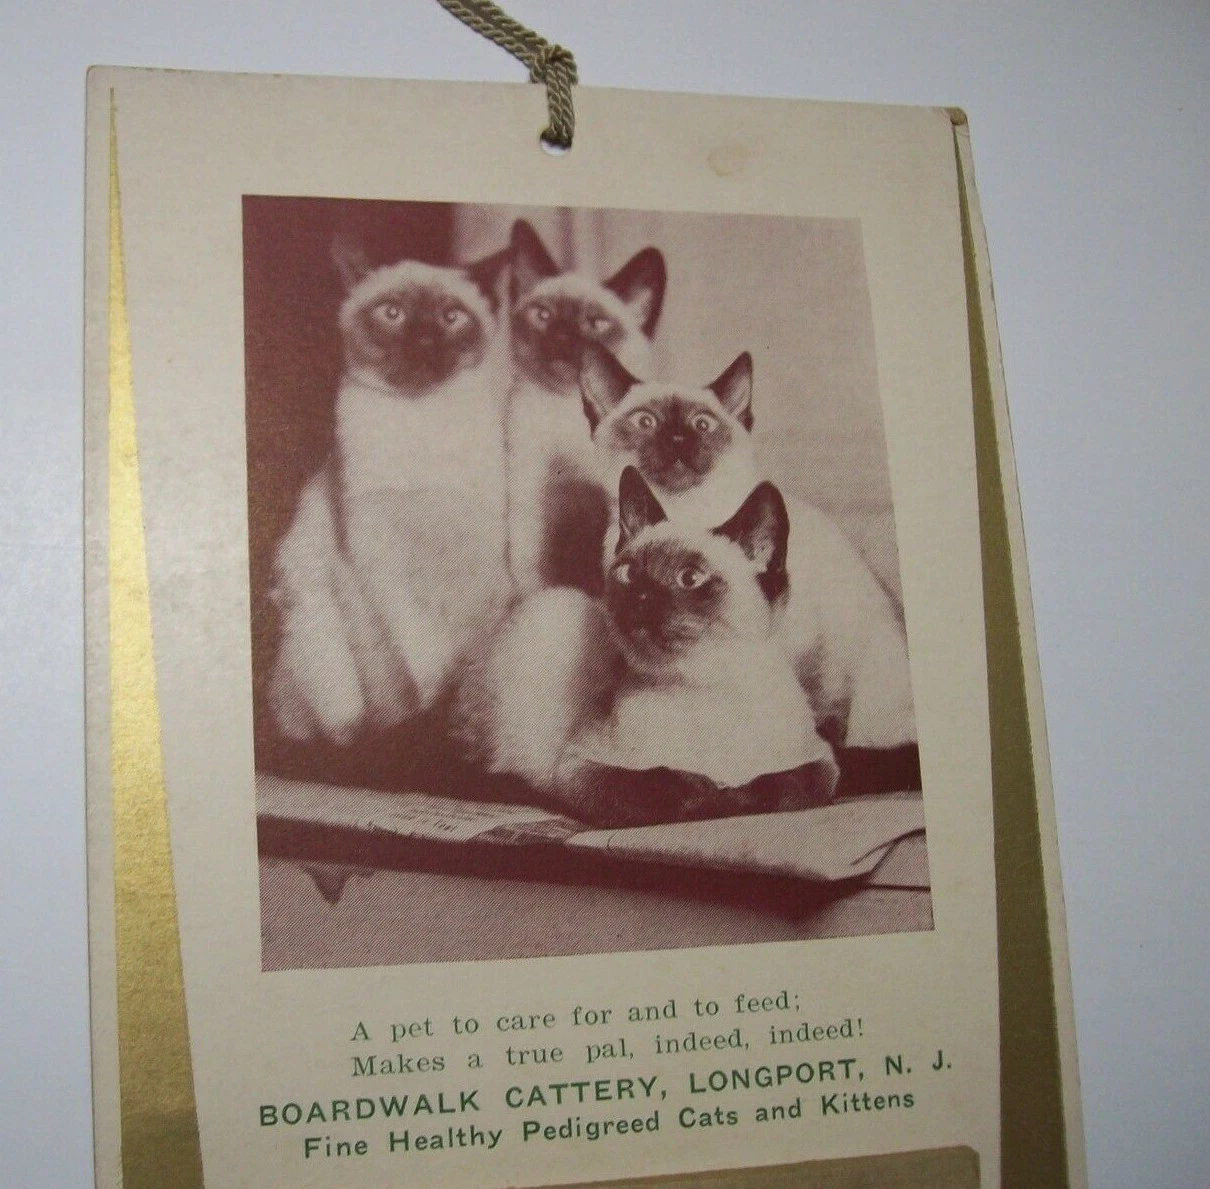 A pet to care for and to feed;
Makes a true pal, indeed, indeed!
BOARDWALK CATTERY, LONGPORT, N. J.
Fine Healthy Pedigreed Cats and Kittens